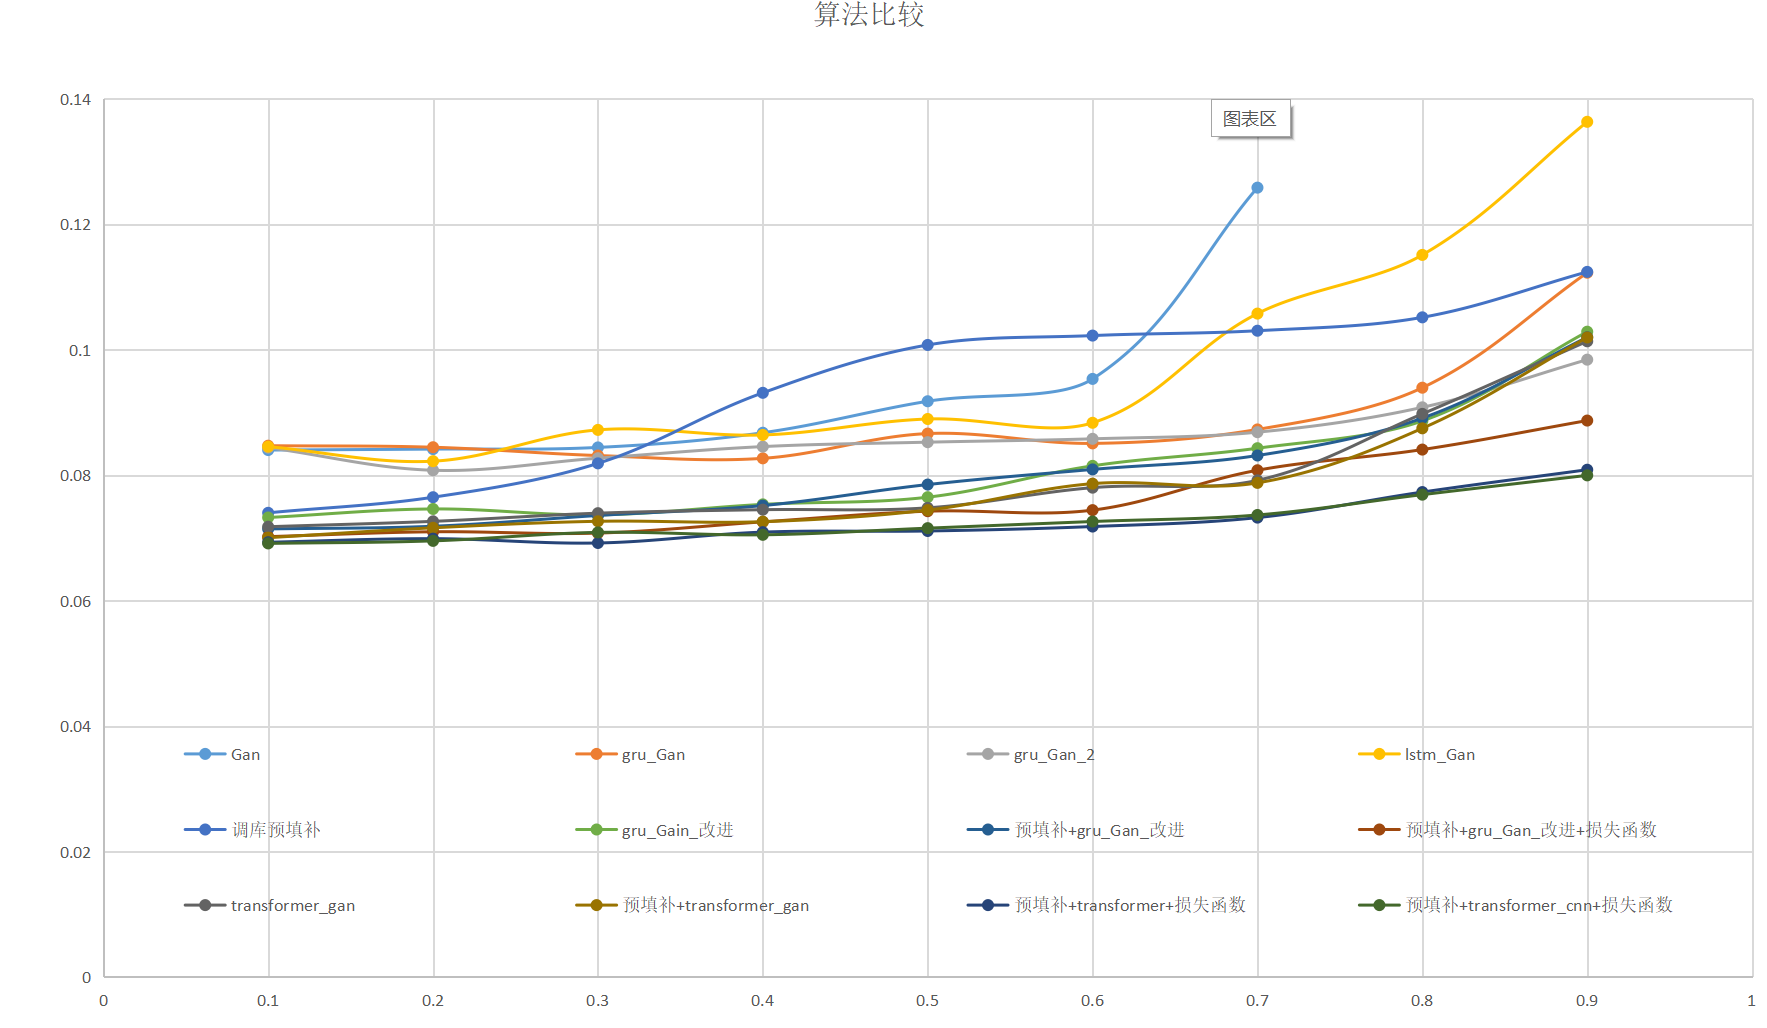 算法比较
0.14
图表区
0.12
0.1
0.08
0.06
0.04
Gan gru_Gan gru_Gan_2 lstm_Gan
调库预填补 gru_Gain_改进 预填补+gru_Gan_改进 预填补+gru_Gan_改进+损失函数
0.02
transformer_gan 预填补+transformer_gan 预填补+transformer+损失函数 预填补+transformer_cnn+损失函数
0
0 0.1 0.2 0.3 0.4 0.5 0.6 0.7 0.8 0.9 1